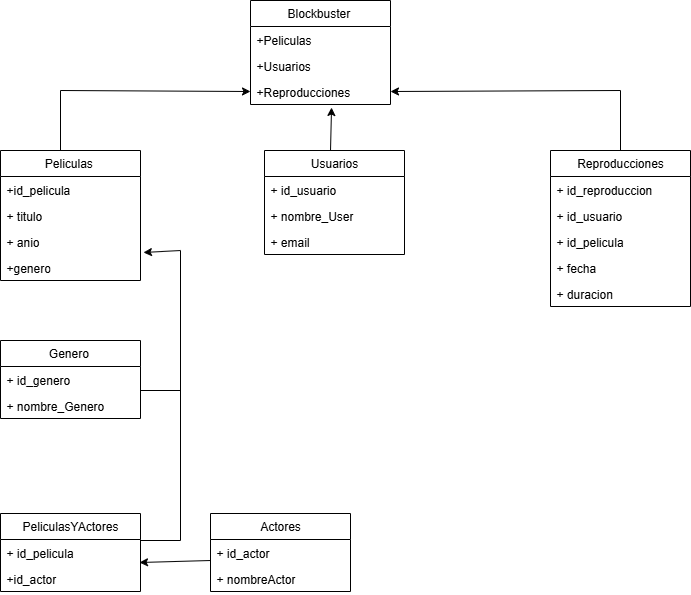 Blockbuster
+Peliculas
+Usuarios
+Reproducciones
Peliculas
+id_pelicula
+ titulo
+ anio
+genero
Usuarios
+ id_usuario
+ nombre_User
+ email
Reproducciones
+ id_reproduccion
+ id_usuario
+ id_pelicula
+ fecha
+ duracion
Genero
+ id_genero
+ nombre_Genero
PeliculasYActores
+ id_pelicula
+id_actor
Actores
+ id_actor
+ nombreActor